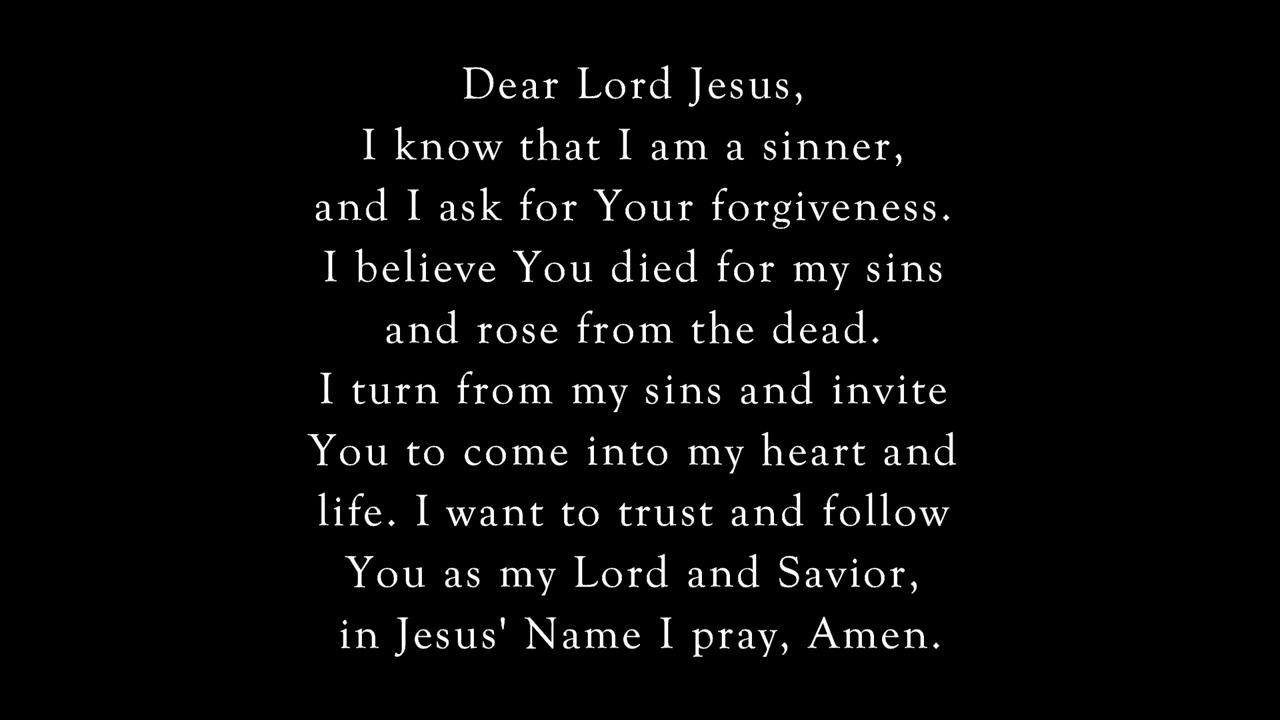 Dear Lord Jesus,
I know that I am a sinner,
and I ask for Your forgiveness.
I believe You died for my sins
and rose from the dead.
I turn from my sins and invite
You to come into my heart and
life. I want to trust and follow
You as my Lord and Savior,
in Jesus' Name I pray, Amen.